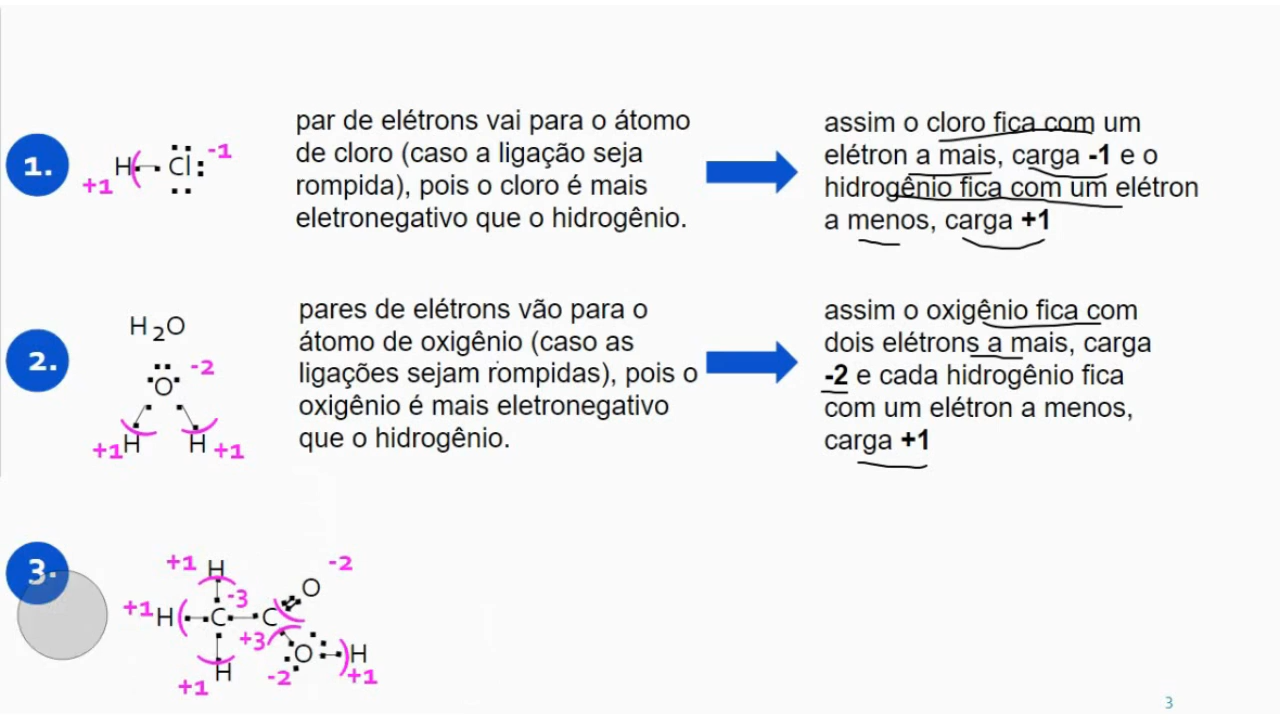 1.
H Cl
-1
+1
par de elétrons vai para o átomo
de cloro (caso a ligação seja
rompida), pois o cloro é mais
eletronegativo que o hidrogênio.
assim o cloro fica com um
elétron a mais, carga -1 e o
hidrogênio fica com um elétron
a menos, carga +1
2.
H₂O
-2
O
H H
+1 +1
pares de elétrons vão para o
átomo de oxigênio (caso as
ligações sejam rompidas), pois o
oxigênio é mais eletronegativo
que o hidrogênio.
assim o oxigênio fica com
dois elétrons a mais, carga
-2 e cada hidrogênio fica
com um elétron a menos,
carga +1
3.
+1 H -2
O
-3
+1 H C C
+3
O H
H -2 +1
+1
3